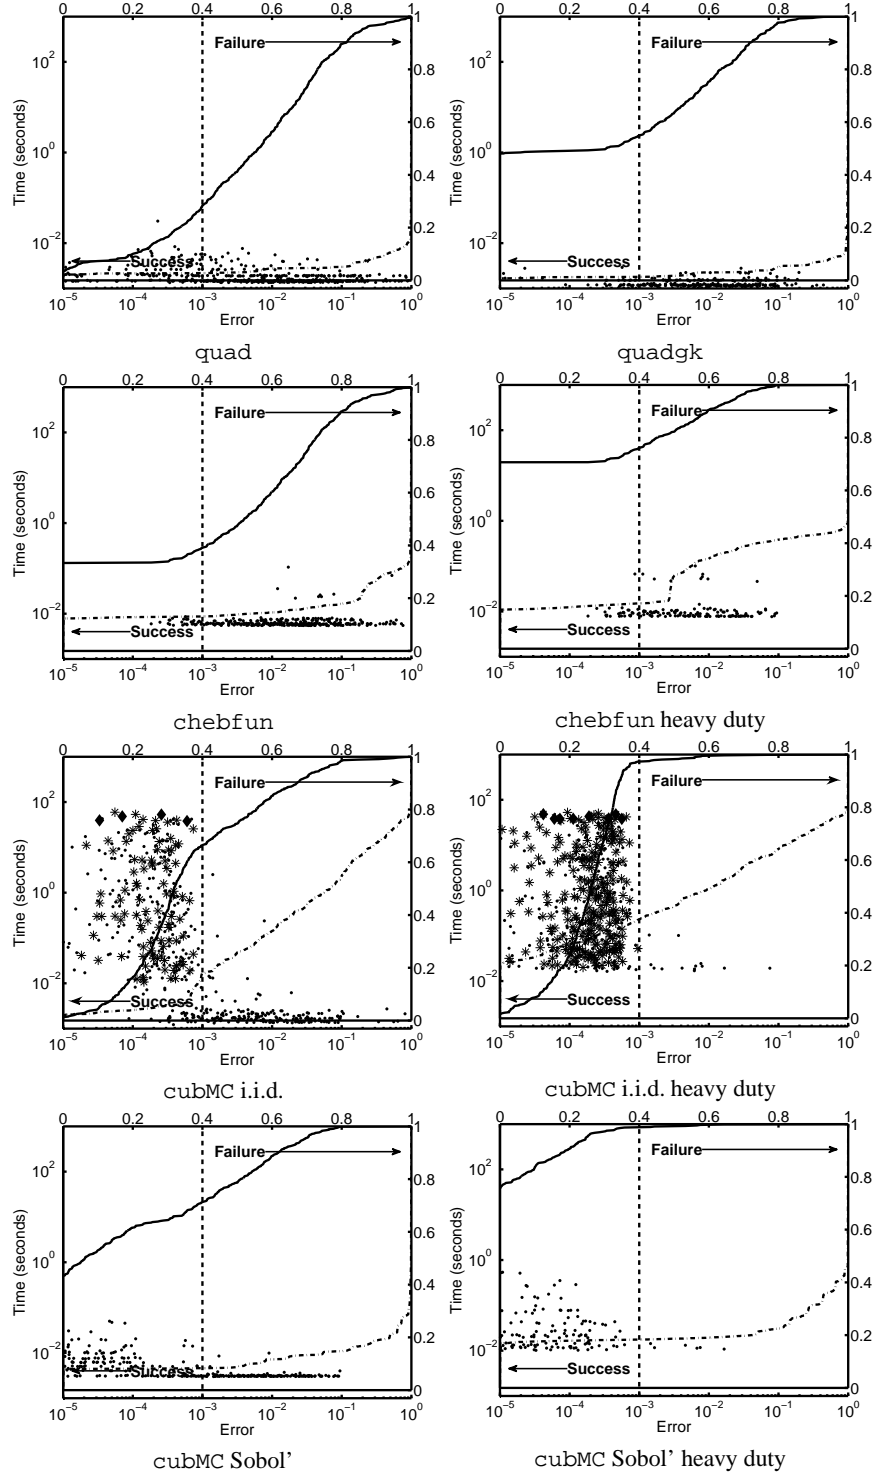 0 0.2 0.4 0.6 0.8 1
Failure
Success
10^2
10^0
10^-2
Time (seconds)
1
0.8
0.6
0.4
0.2
0
10^-5 10^-4 10^-3 10^-2 10^-1 10^0
Error
quad
0 0.2 0.4 0.6 0.8 1
Failure
Success
10^2
10^0
10^-2
Time (seconds)
1
0.8
0.6
0.4
0.2
0
10^-5 10^-4 10^-3 10^-2 10^-1 10^0
Error
quadgk
0 0.2 0.4 0.6 0.8 1
Failure
Success
10^2
10^0
10^-2
Time (seconds)
1
0.8
0.6
0.4
0.2
0
10^-5 10^-4 10^-3 10^-2 10^-1 10^0
Error
chebfun
0 0.2 0.4 0.6 0.8 1
Failure
Success
10^2
10^0
10^-2
Time (seconds)
1
0.8
0.6
0.4
0.2
0
10^-5 10^-4 10^-3 10^-2 10^-1 10^0
Error
chebfun heavy duty
0 0.2 0.4 0.6 0.8 1
Failure
Success
10^2
10^0
10^-2
Time (seconds)
1
0.8
0.6
0.4
0.2
0
10^-5 10^-4 10^-3 10^-2 10^-1 10^0
Error
cubMC i.i.d.
0 0.2 0.4 0.6 0.8 1
Failure
Success
10^2
10^0
10^-2
Time (seconds)
1
0.8
0.6
0.4
0.2
0
10^-5 10^-4 10^-3 10^-2 10^-1 10^0
Error
cubMC i.i.d. heavy duty
0 0.2 0.4 0.6 0.8 1
Failure
Success
10^2
10^0
10^-2
Time (seconds)
1
0.8
0.6
0.4
0.2
0
10^-5 10^-4 10^-3 10^-2 10^-1 10^0
Error
cubMC Sobol’
0 0.2 0.4 0.6 0.8 1
Failure
Success
10^2
10^0
10^-2
Time (seconds)
1
0.8
0.6
0.4
0.2
0
10^-5 10^-4 10^-3 10^-2 10^-1 10^0
Error
cubMC Sobol’ heavy duty